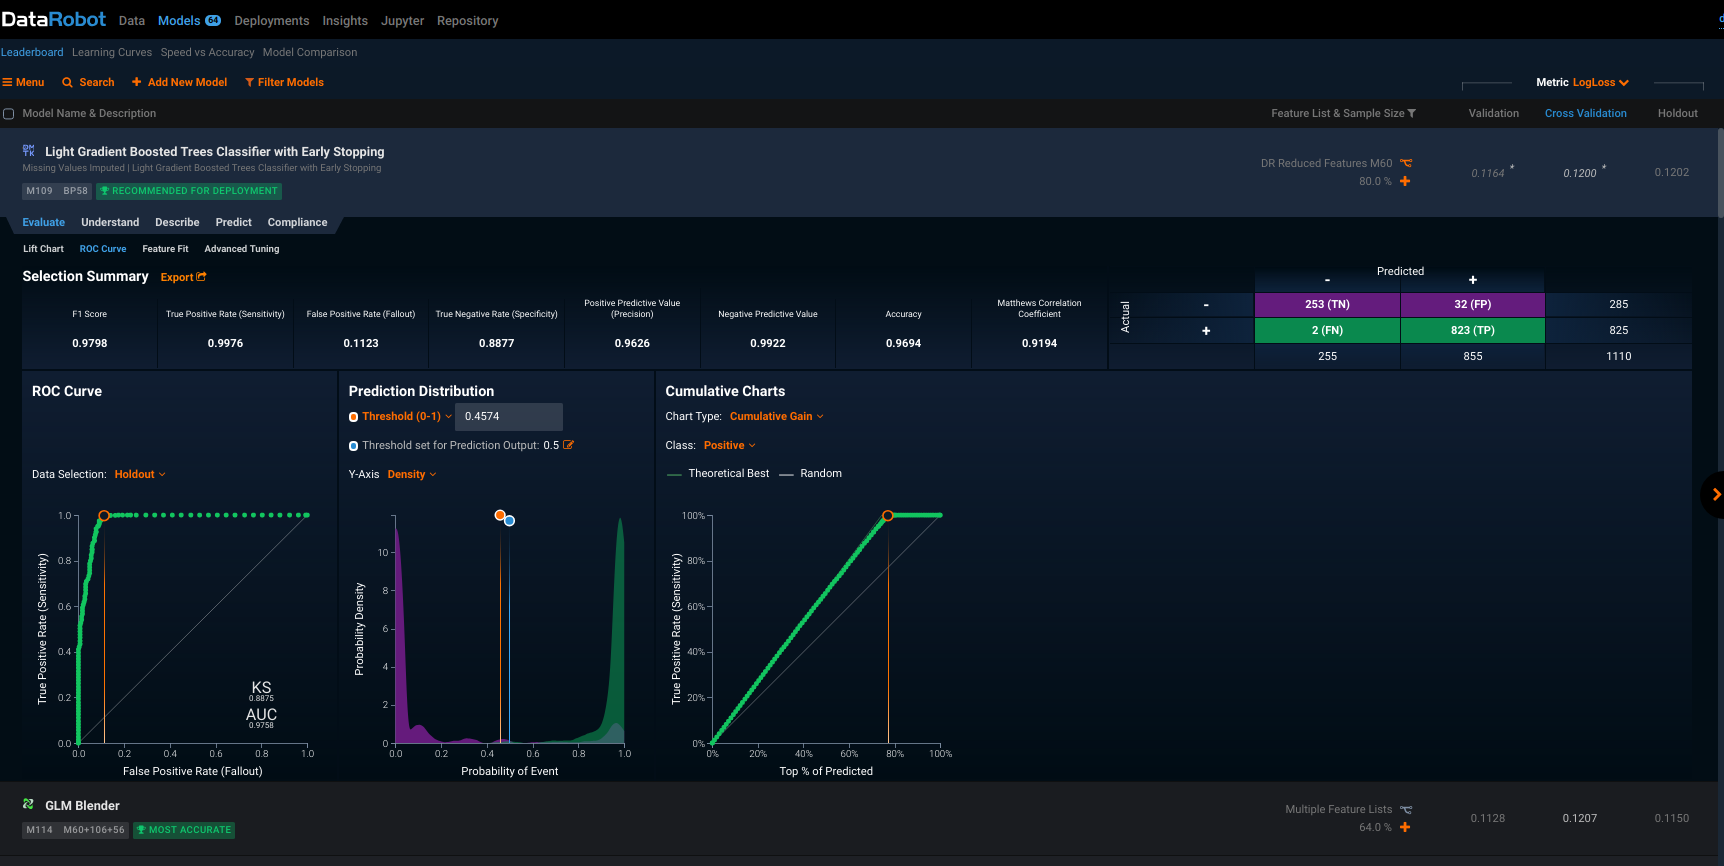 DataRobot Data Models 64 Deployments Insights Jupyter Repository
Leaderboard Learning Curves Speed vs Accuracy Model Comparison
Menu Search Add New Model Filter Models
Metric LogLoss
Model Name & Description Feature List & Sample Size Validation Cross Validation Holdout
Light Gradient Boosted Trees Classifier with Early Stopping
Missing Values Imputed | Light Gradient Boosted Trees Classifier with Early Stopping
M109 BP58 RECOMMENDED FOR DEPLOYMENT
DR Reduced Features M60
80.0 %
0.1164 * 0.1200 * 0.1202
Evaluate Understand Describe Predict Compliance
Lift Chart ROC Curve Feature Fit Advanced Tuning
Selection Summary Export
F1 Score
0.9798
True Positive Rate (Sensitivity)
0.9976
False Positive Rate (Fallout)
0.1123
True Negative Rate (Specificity)
0.8877
Positive Predictive Value
(Precision)
0.9626
Negative Predictive Value
0.9922
Accuracy
0.9694
Matthews Correlation
Coefficient
0.9194
Predicted
- +
Actual
- 253 (TN) 32 (FP) 285
+ 2 (FN) 823 (TP) 825
255 855 1110
ROC Curve
Data Selection: Holdout
True Positive Rate (Sensitivity)
1.0
0.8
0.6
0.4
0.2
0.0
KS
0.8875
AUC
0.9758
0.0 0.2 0.4 0.6 0.8 1.0
False Positive Rate (Fallout)
Prediction Distribution
Threshold (0-1) 0.4574
Threshold set for Prediction Output: 0.5
Y-Axis Density
Probability Density
10
8
6
4
2
0
0.0 0.2 0.4 0.6 0.8 1.0
Probability of Event
Cumulative Charts
Chart Type: Cumulative Gain
Class: Positive
Theoretical Best Random
True Positive Rate (Sensitivity)
100%
80%
60%
40%
20%
0%
0% 20% 40% 60% 80% 100%
Top % of Predicted
GLM Blender
M114 M60+106+56 MOST ACCURATE
Multiple Feature Lists
64.0 %
0.1128 0.1207 0.1150